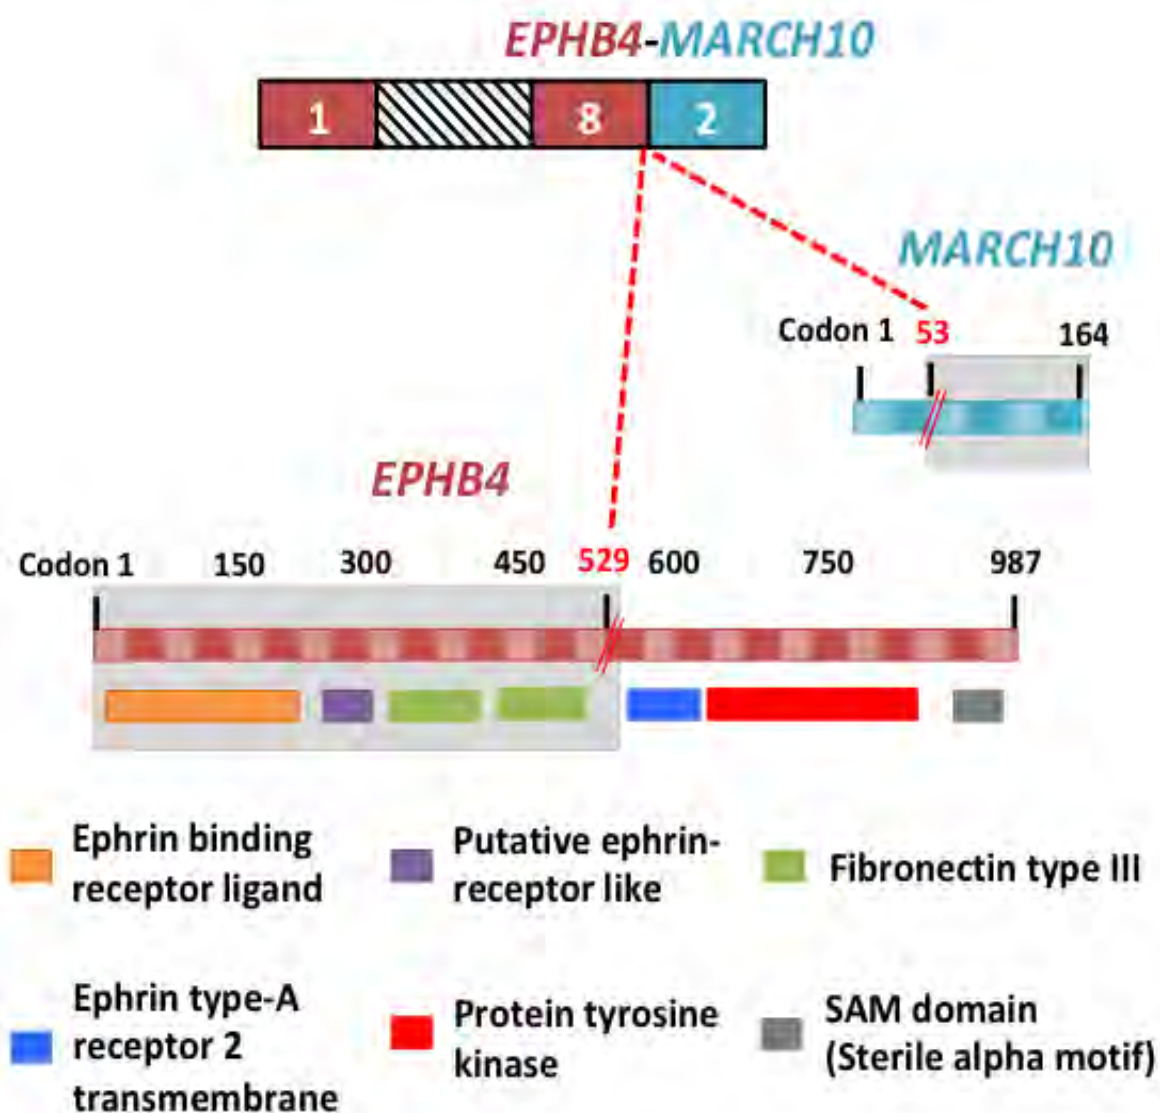 EPHB4-MARCH10
1 8 2
MARCH10
Codon 1 53 164
EPHB4
Codon 1 150 300 450 529 600 750 987
Ephrin binding
receptor ligand
Putative ephrin-
receptor like
Fibronectin type III
Ephrin type-A
receptor 2
transmembrane
Protein tyrosine
kinase
SAM domain
(Sterile alpha motif)